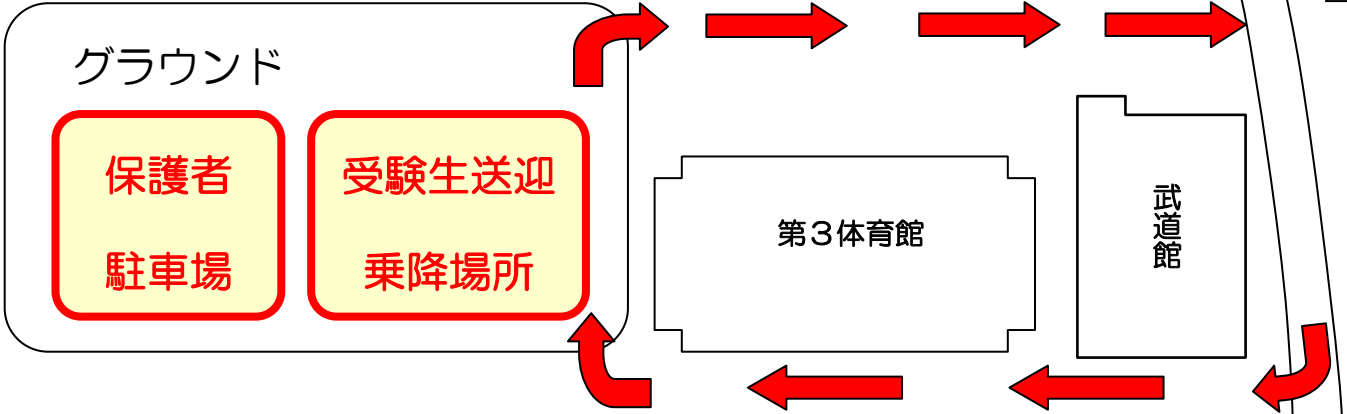 グラウンド
保護者
駐車場
受験生送迎
乗降場所
第３体育館
武道館